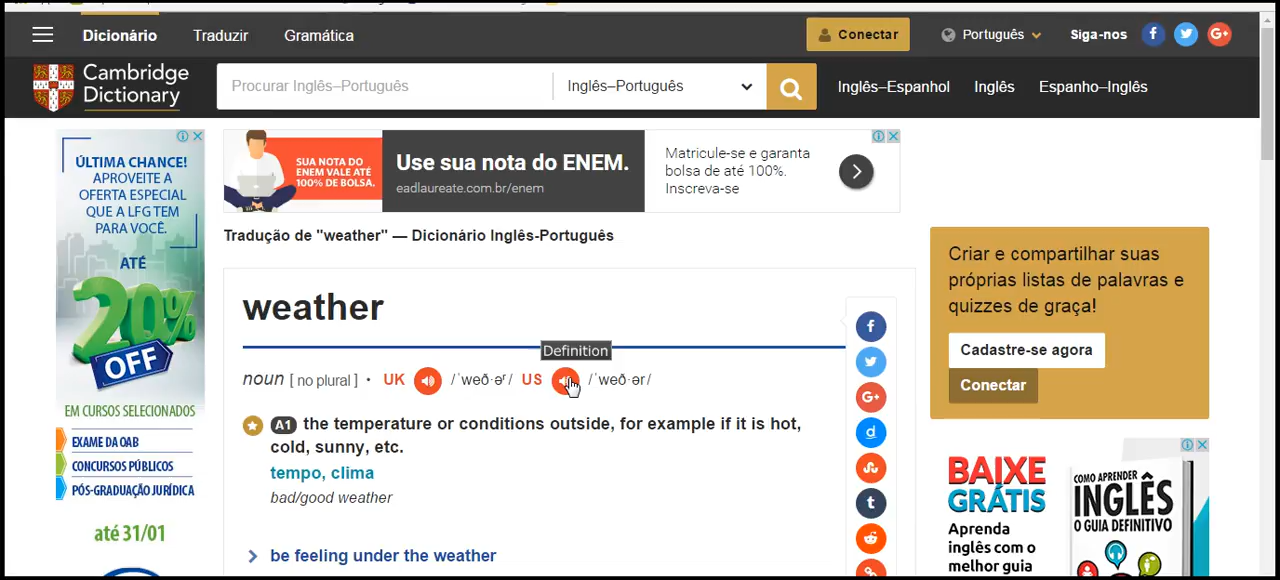 Dicionário Traduzir Gramática Conectar Português Siga-nos
Cambridge
Dictionary
Procurar Inglês–Português Inglês–Português Inglês–Espanhol Inglês Espanho–Inglês
ÚLTIMA CHANCE!
APROVEITE A
OFERTA ESPECIAL
QUE A LFG TEM
PARA VOCÊ.
ATÉ
20%
OFF
EM CURSOS SELECIONADOS
EXAME DA OAB
CONCURSOS PÚBLICOS
PÓS-GRADUAÇÃO JURÍDICA
até 31/01
SUA NOTA DO
ENEM VALE ATÉ
100% DE BOLSA.
Use sua nota do ENEM.
eadlaureate.com.br/enem
Matricule-se e garanta
bolsa de até 100%.
Inscreva-se
Tradução de "weather" — Dicionário Inglês-Português
weather
Definition
noun [ no plural ] • UK /ˈweð·əʳ/ US /ˈweð·ər/
A1 the temperature or conditions outside, for example if it is hot,
cold, sunny, etc.
tempo, clima
bad/good weather
be feeling under the weather
Criar e compartilhar suas
próprias listas de palavras e
quizzes de graça!
Cadastre-se agora
Conectar
BAIXE
GRÁTIS
Aprenda
inglês com o
melhor guia
COMO APRENDER
INGLÊS
O GUIA DEFINITIVO